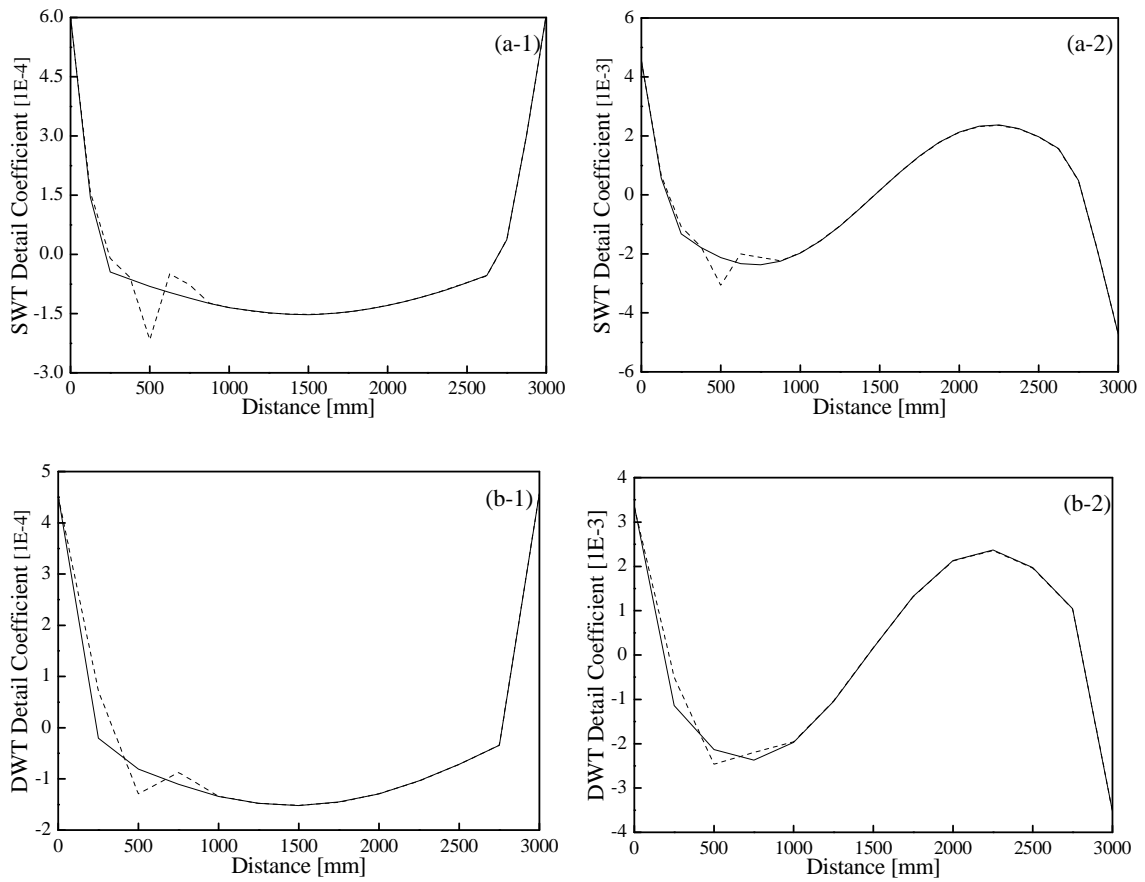 (a-1)
SWT Detail Coefficient [1E-4]
6.0
4.5
3.0
1.5
0.0
-1.5
-3.0
0 500 1000 1500 2000 2500 3000
Distance [mm]
(a-2)
SWT Detail Coefficient [1E-3]
6
4
2
0
-2
-4
-6
0 500 1000 1500 2000 2500 3000
Distance [mm]
(b-1)
DWT Detail Coefficient [1E-4]
5
4
3
2
1
0
-1
-2
0 500 1000 1500 2000 2500 3000
Distance [mm]
(b-2)
DWT Detail Coefficient [1E-3]
4
3
2
1
0
-1
-2
-3
-4
0 500 1000 1500 2000 2500 3000
Distance [mm]